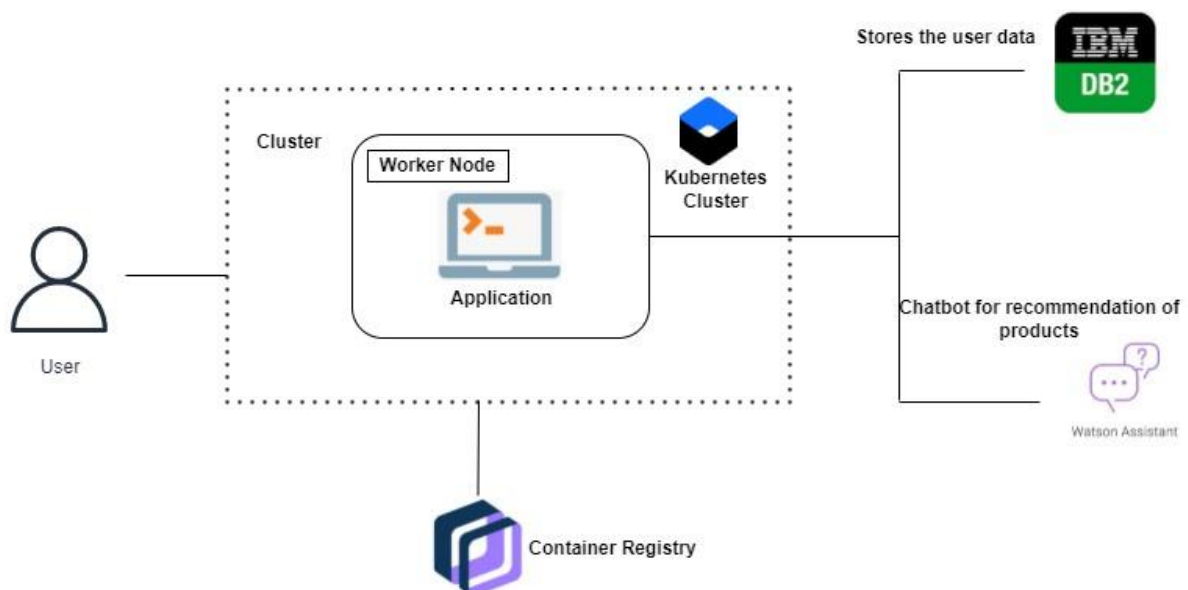 Stores the user data
IBM
DB2
Cluster
Worker Node
Kubernetes
Cluster
Application
User
Chatbot for recommendation of
products
Watson Assistant
Container Registry